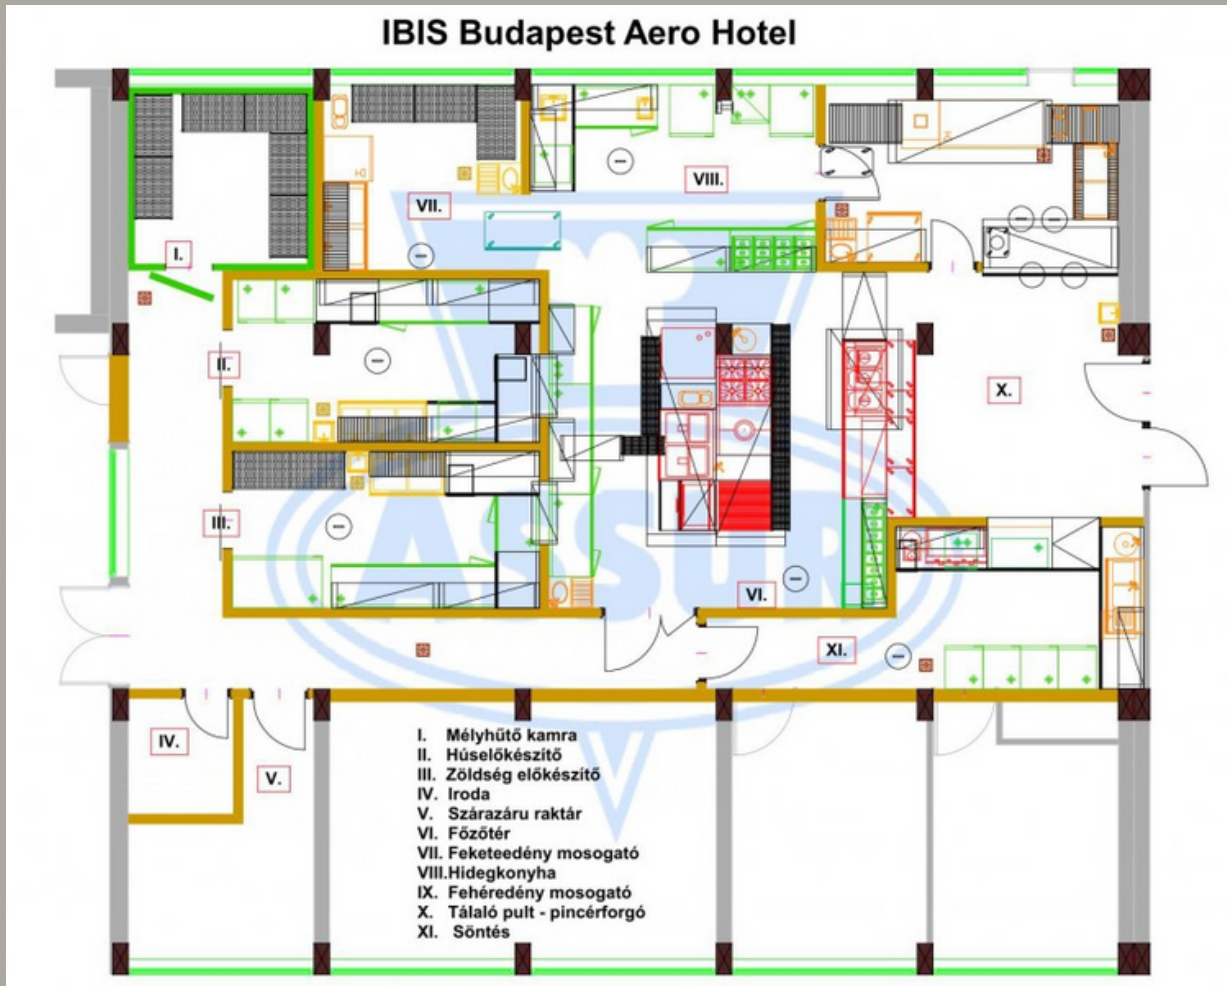 IBIS Budapest Aero Hotel
I.
VII.
VIII.
II.
X.
III.
ASSUR
VI.
XI.
IV.
V.
I. Mélyhűtő kamra
II. Húselőkészítő
III. Zöldség előkészítő
IV. Iroda
V. Szárazáru raktár
VI. Főzőtér
VII. Feketeedény mosogató
VIII.Hidegkonyha
IX. Fehéredény mosogató
X. Tálaló pult - pincérforgó
XI. Söntés